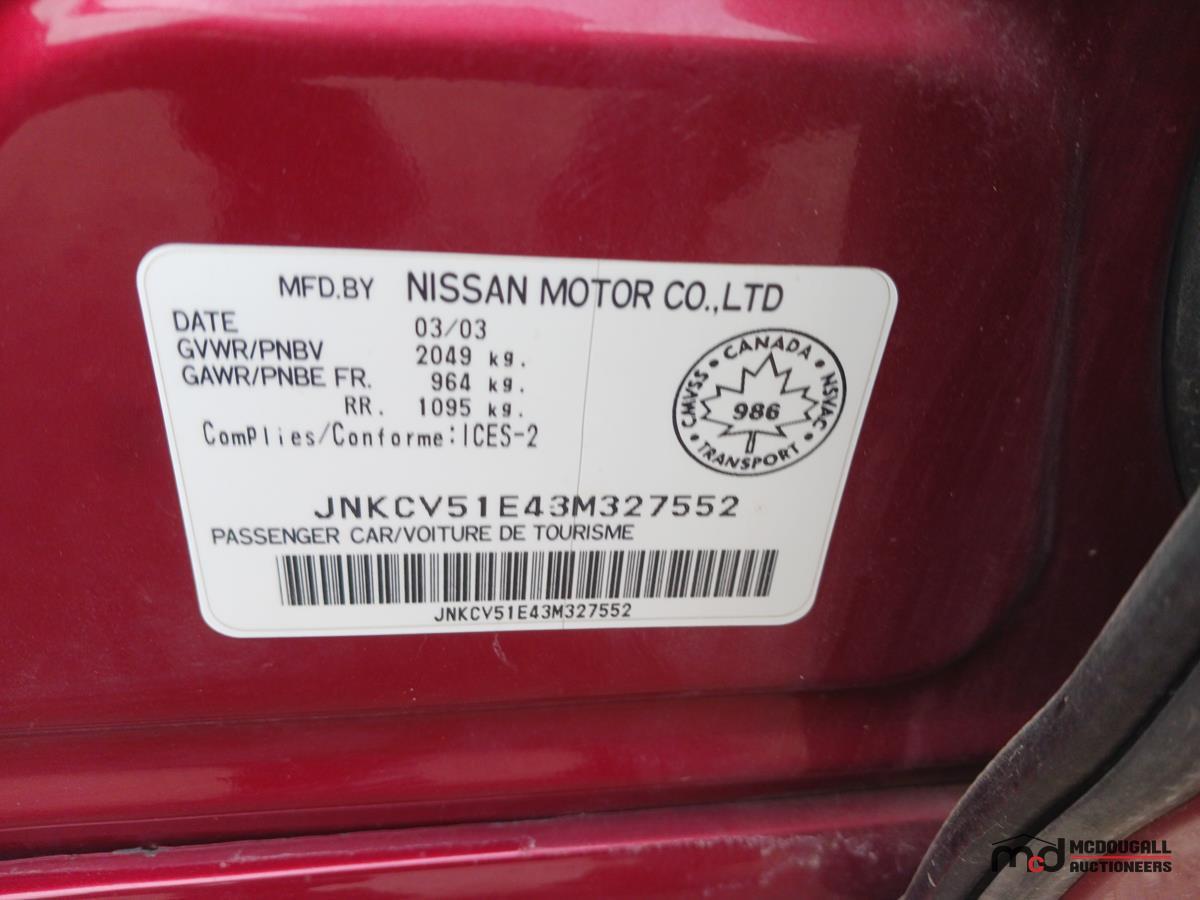 MFD.BY NISSAN MOTOR CO.,LTD
DATE 03/03
GVWR/PNBV 2049 kg.
GAWR/PNBE FR. 964 kg.
RR. 1095 kg.
ComPlies/Conforme:ICES-2
• CANADA • NSVAC • TRANSPORT • CMVSS
986
JNKCV51E43M327552
PASSENGER CAR/VOITURE DE TOURISME
JNKCV51E43M327552
mcd MCDOUGALL
AUCTIONEERS